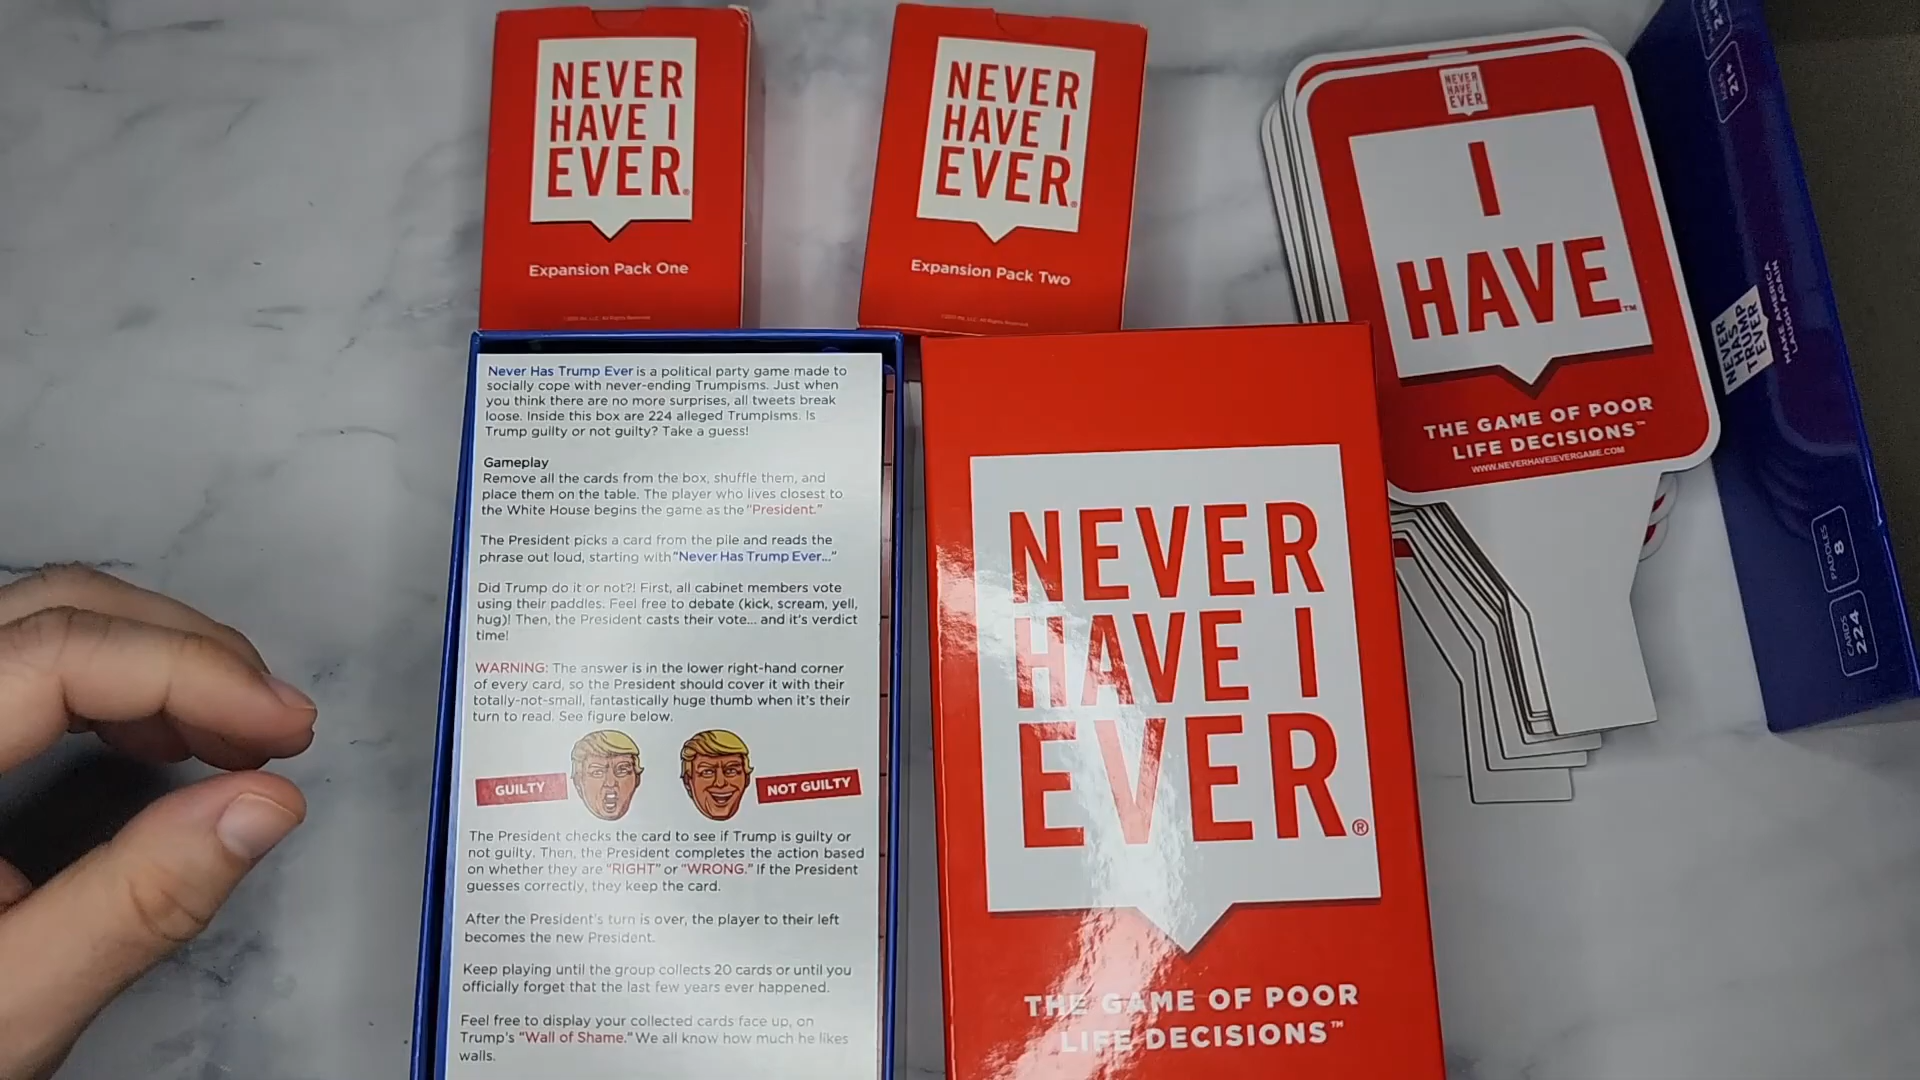 NEVER
HAVE I
EVER®
Expansion Pack One
NEVER
HAVE I
EVER®
Expansion Pack Two
NEVER
HAVE I
EVER
I
HAVE™
THE GAME OF POOR
LIFE DECISIONS™
WWW.NEVERHAVEIEVERGAME.COM
21+
NEVER
HAS
TRUMP
EVER
MAKE AMERICA
LAUGH AGAIN
PADDLES
8
CARDS
224
Never Has Trump Ever is a political party game made to
socially cope with never-ending Trumpisms. Just when
you think there are no more surprises, all tweets break
loose. Inside this box are 224 alleged Trumpisms. Is
Trump guilty or not guilty? Take a guess!
Gameplay
Remove all the cards from the box, shuffle them, and
place them on the table. The player who lives closest to
the White House begins the game as the "President."
The President picks a card from the pile and reads the
phrase out loud, starting with "Never Has Trump Ever..."
Did Trump do it or not?! First, all cabinet members vote
using their paddles. Feel free to debate (kick, scream, yell,
hug)! Then, the President casts their vote... and it's verdict
time!
WARNING: The answer is in the lower right-hand corner
of every card, so the President should cover it with their
totally-not-small, fantastically huge thumb when it's their
turn to read. See figure below.
GUILTY
NOT GUILTY
The President checks the card to see if Trump is guilty or
not guilty. Then, the President completes the action based
on whether they are "RIGHT" or "WRONG." If the President
guesses correctly, they keep the card.
After the President's turn is over, the player to their left
becomes the new President.
Keep playing until the group collects 20 cards or until you
officially forget that the last few years ever happened.
Feel free to display your collected cards face up, on
Trump's "Wall of Shame." We all know how much he likes
walls.
NEVER
HAVE I
EVER®
THE GAME OF POOR
LIFE DECISIONS™